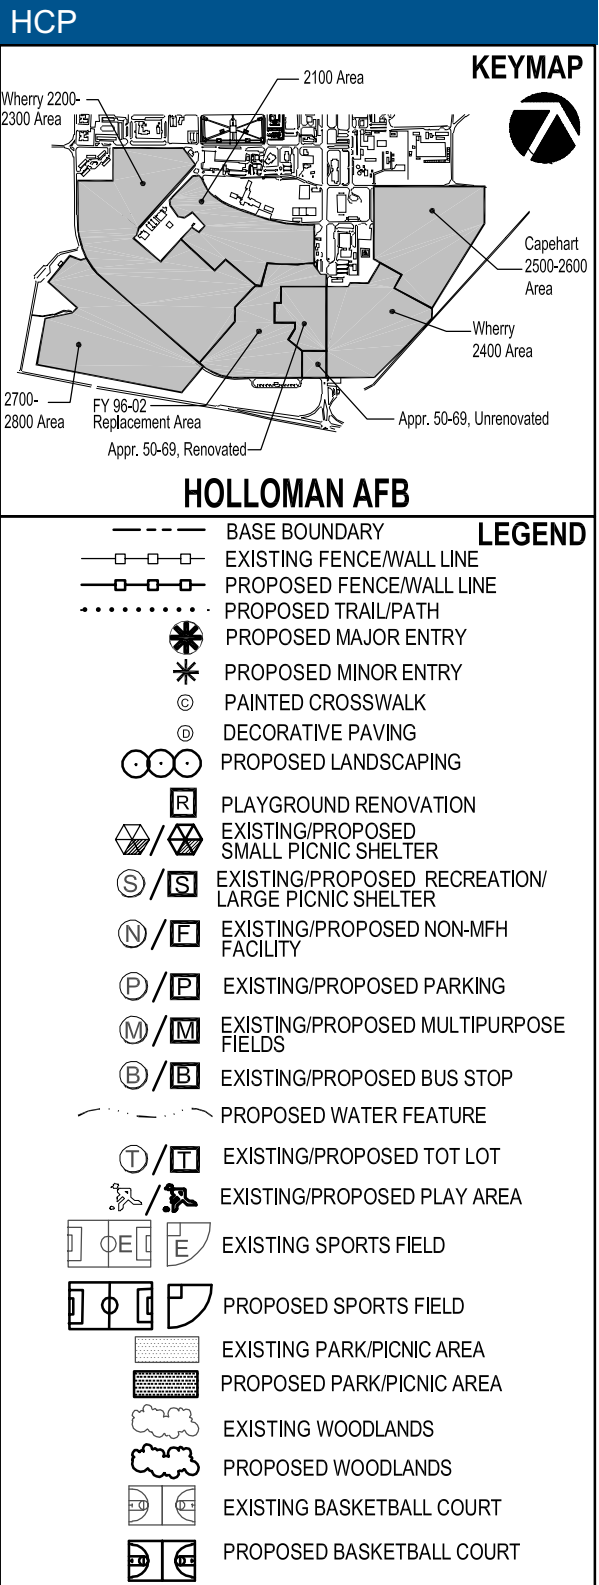 HCP
KEYMAP
2100 Area
Wherry 2200-
2300 Area
Capehart
2500-2600
Area
Wherry
2400 Area
2700-
2800 Area
FY 96-02
Replacement Area
Appr. 50-69, Unrenovated
Appr. 50-69, Renovated
HOLLOMAN AFB
LEGEND
BASE BOUNDARY
EXISTING FENCE/WALL LINE
PROPOSED FENCE/WALL LINE
PROPOSED TRAIL/PATH
PROPOSED MAJOR ENTRY
PROPOSED MINOR ENTRY
C PAINTED CROSSWALK
D DECORATIVE PAVING
PROPOSED LANDSCAPING
R PLAYGROUND RENOVATION
/ EXISTING/PROPOSED
SMALL PICNIC SHELTER
S / S EXISTING/PROPOSED RECREATION/
LARGE PICNIC SHELTER
N / F EXISTING/PROPOSED NON-MFH
FACILITY
P / P EXISTING/PROPOSED PARKING
M / M EXISTING/PROPOSED MULTIPURPOSE
FIELDS
B / B EXISTING/PROPOSED BUS STOP
PROPOSED WATER FEATURE
T / T EXISTING/PROPOSED TOT LOT
/ EXISTING/PROPOSED PLAY AREA
E E EXISTING SPORTS FIELD
PROPOSED SPORTS FIELD
EXISTING PARK/PICNIC AREA
PROPOSED PARK/PICNIC AREA
EXISTING WOODLANDS
PROPOSED WOODLANDS
EXISTING BASKETBALL COURT
PROPOSED BASKETBALL COURT